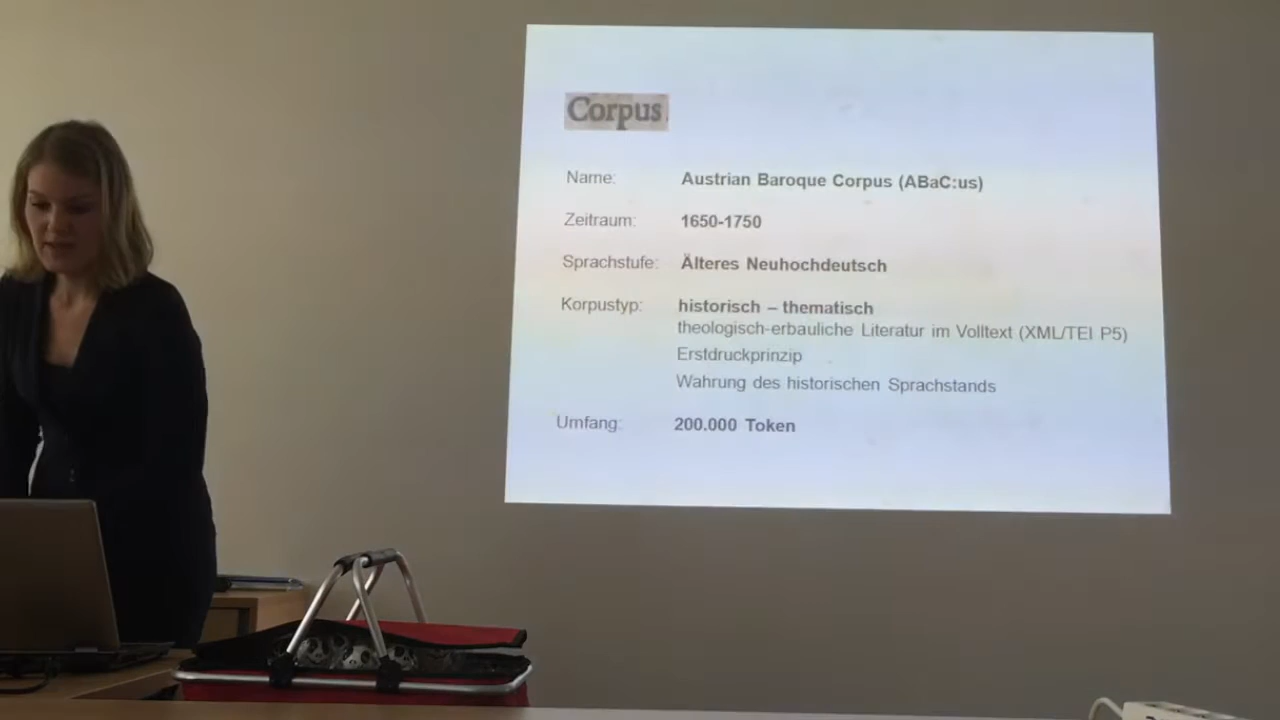 Corpus
Name: Austrian Baroque Corpus (ABaC:us)
Zeitraum: 1650-1750
Sprachstufe: Älteres Neuhochdeutsch
Korpustyp: historisch – thematisch
theologisch-erbauliche Literatur im Volltext (XML/TEI P5)
Erstdruckprinzip
Wahrung des historischen Sprachstands
Umfang: 200.000 Token